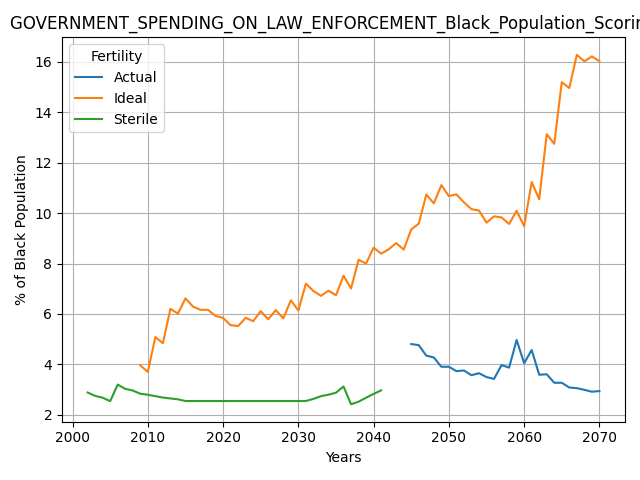 GOVERNMENT_SPENDING_ON_LAW_ENFORCEMENT_Black_Population_Scorin
Fertility
Actual
Ideal
Sterile
% of Black Population
16
14
12
10
8
6
4
2
2000 2010 2020 2030 2040 2050 2060 2070
Years